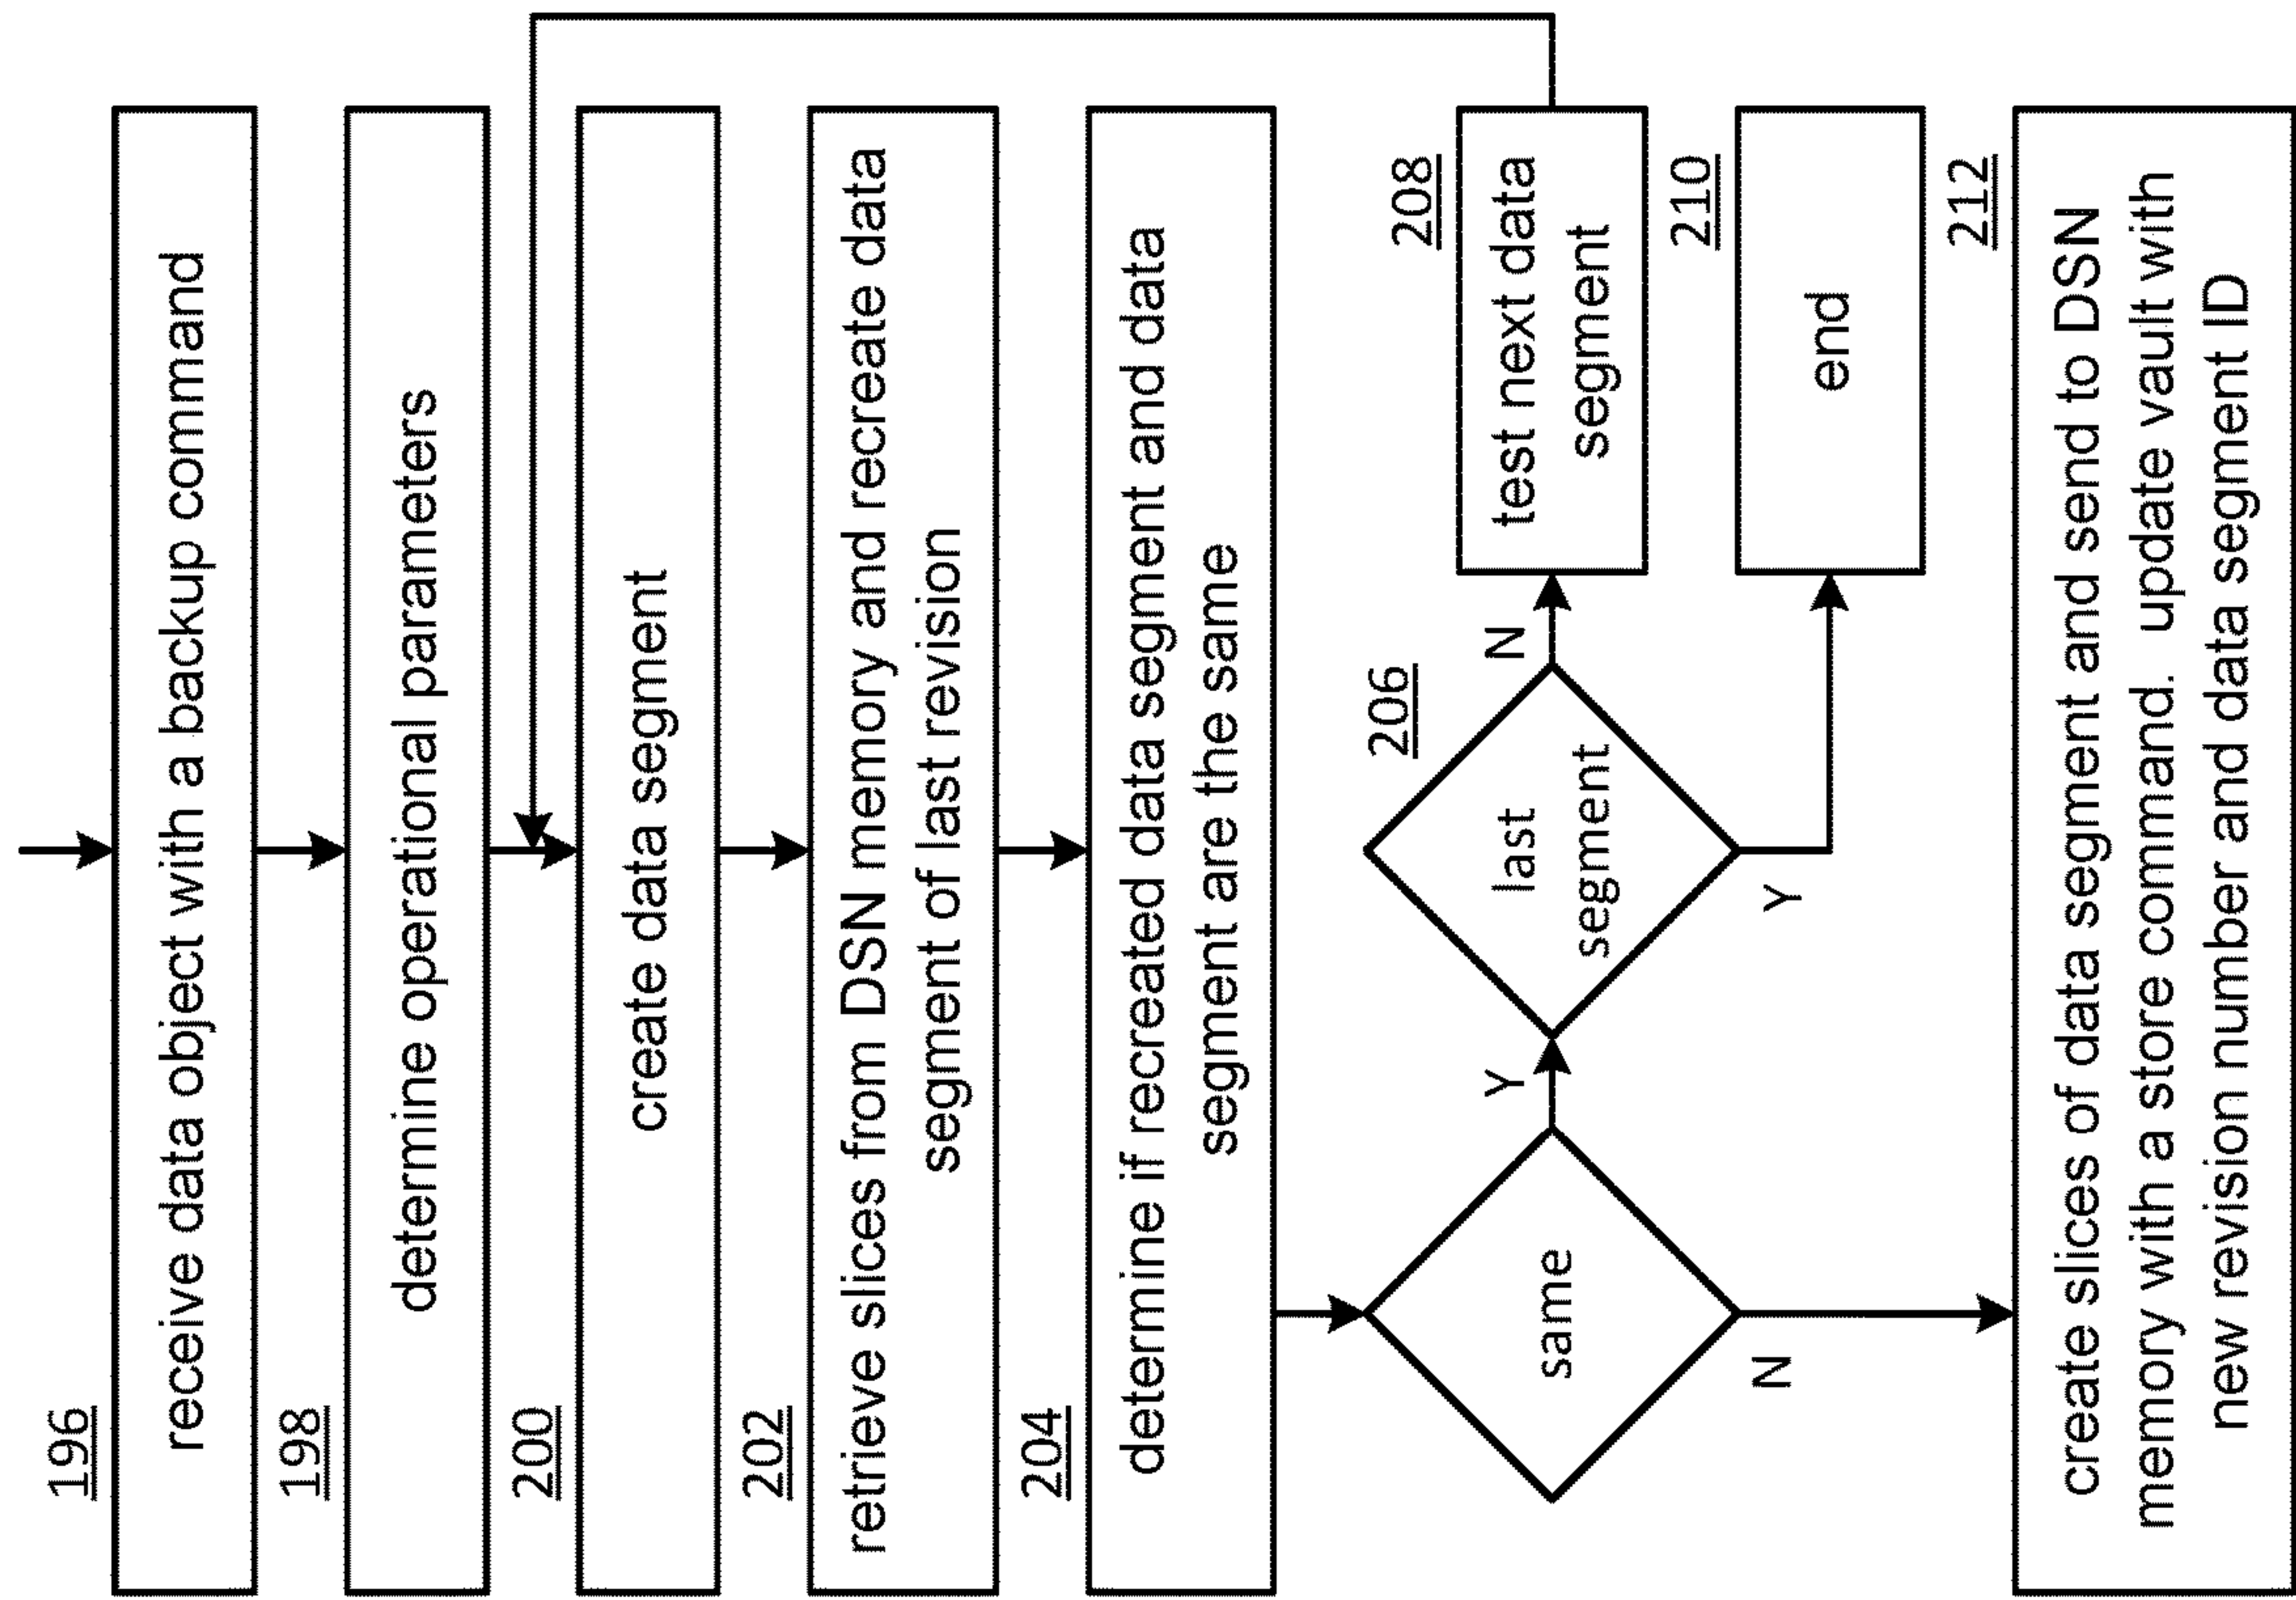 196
receive data object with a backup command
198
determine operational parameters
200
create data segment
202
retrieve slices from DSN memory and recreate data
segment of last revision
204
determine if recreated data segment and data
segment are the same
same
Y
N
206
last
segment
N
Y
208
test next data
segment
210
end
212
create slices of data segment and send to DSN
memory with a store command. update vault with
new revision number and data segment ID